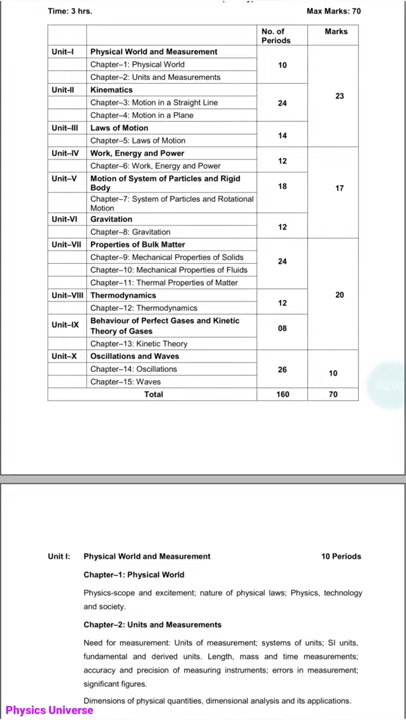 Time: 3 hrs. Max Marks: 70
No. of Periods Marks
Unit–I Physical World and Measurement 10 23
Chapter–1: Physical World
Chapter–2: Units and Measurements
Unit-II Kinematics 24
Chapter–3: Motion in a Straight Line
Chapter–4: Motion in a Plane
Unit–III Laws of Motion 14
Chapter–5: Laws of Motion
Unit–IV Work, Energy and Power 12 17
Chapter–6: Work, Energy and Power
Unit–V Motion of System of Particles and Rigid 18
Body
Chapter–7: System of Particles and Rotational
Motion
Unit-VI Gravitation 12
Chapter–8: Gravitation
Unit–VII Properties of Bulk Matter 24 20
Chapter–9: Mechanical Properties of Solids
Chapter–10: Mechanical Properties of Fluids
Chapter–11: Thermal Properties of Matter
Unit–VIII Thermodynamics 12
Chapter–12: Thermodynamics
Unit–IX Behaviour of Perfect Gases and Kinetic 08
Theory of Gases
Chapter–13: Kinetic Theory
Unit–X Oscillations and Waves 26 10
Chapter–14: Oscillations
Chapter–15: Waves
Total 160 70
Unit I: Physical World and Measurement 10 Periods
Chapter–1: Physical World
Physics-scope and excitement; nature of physical laws; Physics, technology
and society.
Chapter–2: Units and Measurements
Need for measurement: Units of measurement; systems of units; SI units,
fundamental and derived units. Length, mass and time measurements;
accuracy and precision of measuring instruments; errors in measurement;
significant figures.
Dimensions of physical quantities, dimensional analysis and its applications.
Physics Universe